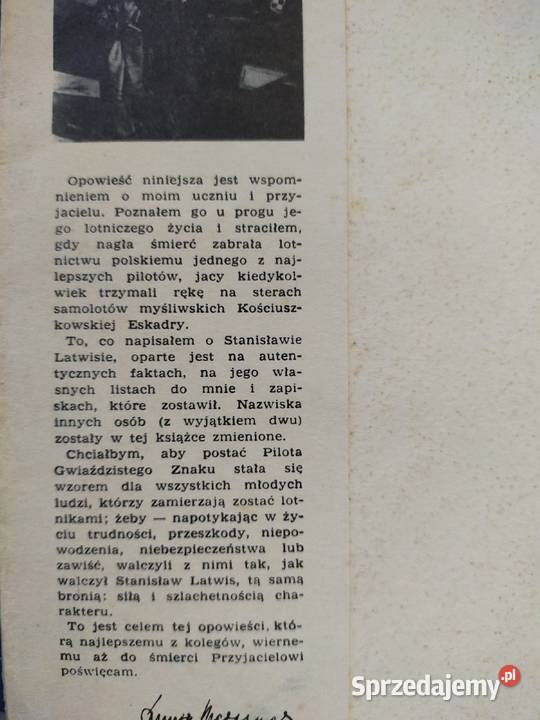 Opowieść niniejsza jest wspom-
nieniem o moim uczniu i przy-
jacielu. Poznałem go u progu je-
go lotniczego życia i straciłem,
gdy nagła śmierć zabrała lot-
nictwu polskiemu jednego z naj-
lepszych pilotów, jacy kiedykol-
wiek trzymali rękę na sterach
samolotów myśliwskich Kościusz-
kowskiej Eskadry.
To, co napisałem o Stanisławie
Latwisie, oparte jest na auten-
tycznych faktach, na jego wła-
snych listach do mnie i zapi-
skach, które zostawił. Nazwiska
innych osób (z wyjątkiem dwu)
zostały w tej książce zmienione.
Chciałbym, aby postać Pilota
Gwiaździstego Znaku stała się
wzorem dla wszystkich młodych
ludzi, którzy zamierzają zostać lot-
nikami; żeby — napotykając w ży-
ciu trudności, przeszkody, niepo-
wodzenia, niebezpieczeństwa lub
zawiść, walczyli z nimi tak, jak
walczył Stanisław Latwis, tą samą
bronią: siłą i szlachetnością cha-
rakteru.
To jest celem tej opowieści, któ-
rą najlepszemu z kolegów, wierne-
mu aż do śmierci Przyjacielowi
poświęcam.
Sprzedajemy.pl